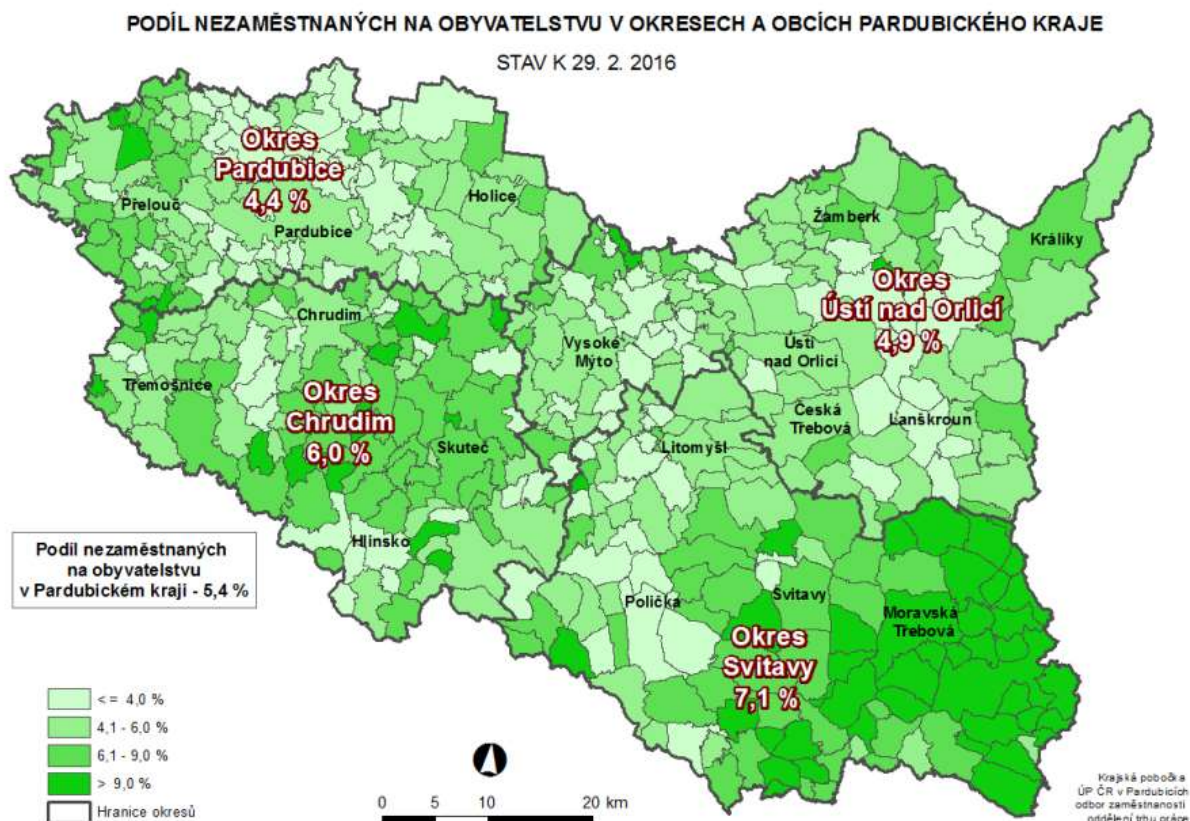 PODÍL NEZAMĚSTNANÝCH NA OBYVATELSTVU V OKRESECH A OBCÍCH PARDUBICKÉHO KRAJE
STAV K 29. 2. 2016
Okres
Pardubice
4,4 %
Přelouč
Holice
Pardubice
Žamberk
Králíky
Okres
Ústí nad Orlicí
4,9 %
Chrudim
Vysoké
Mýto
Ústí
nad Orlicí
Třemošnice
Okres
Chrudim
6,0 %
Skuteč
Česká
Třebová
Lanškroun
Litomyšl
Hlinsko
Podíl nezaměstnaných
na obyvatelstvu
v Pardubickém kraji - 5,4 %
Polička
Svitavy
Moravská
Třebová
Okres
Svitavy
7,1 %
< = 4,0 %
4,1 - 6,0 %
6,1 - 9,0 %
> 9,0 %
Hranice okresů
0 5 10 20 km
Krajská pobočka
ÚP ČR v Pardubicích
odbor zaměstnanosti
oddělení trhu práce